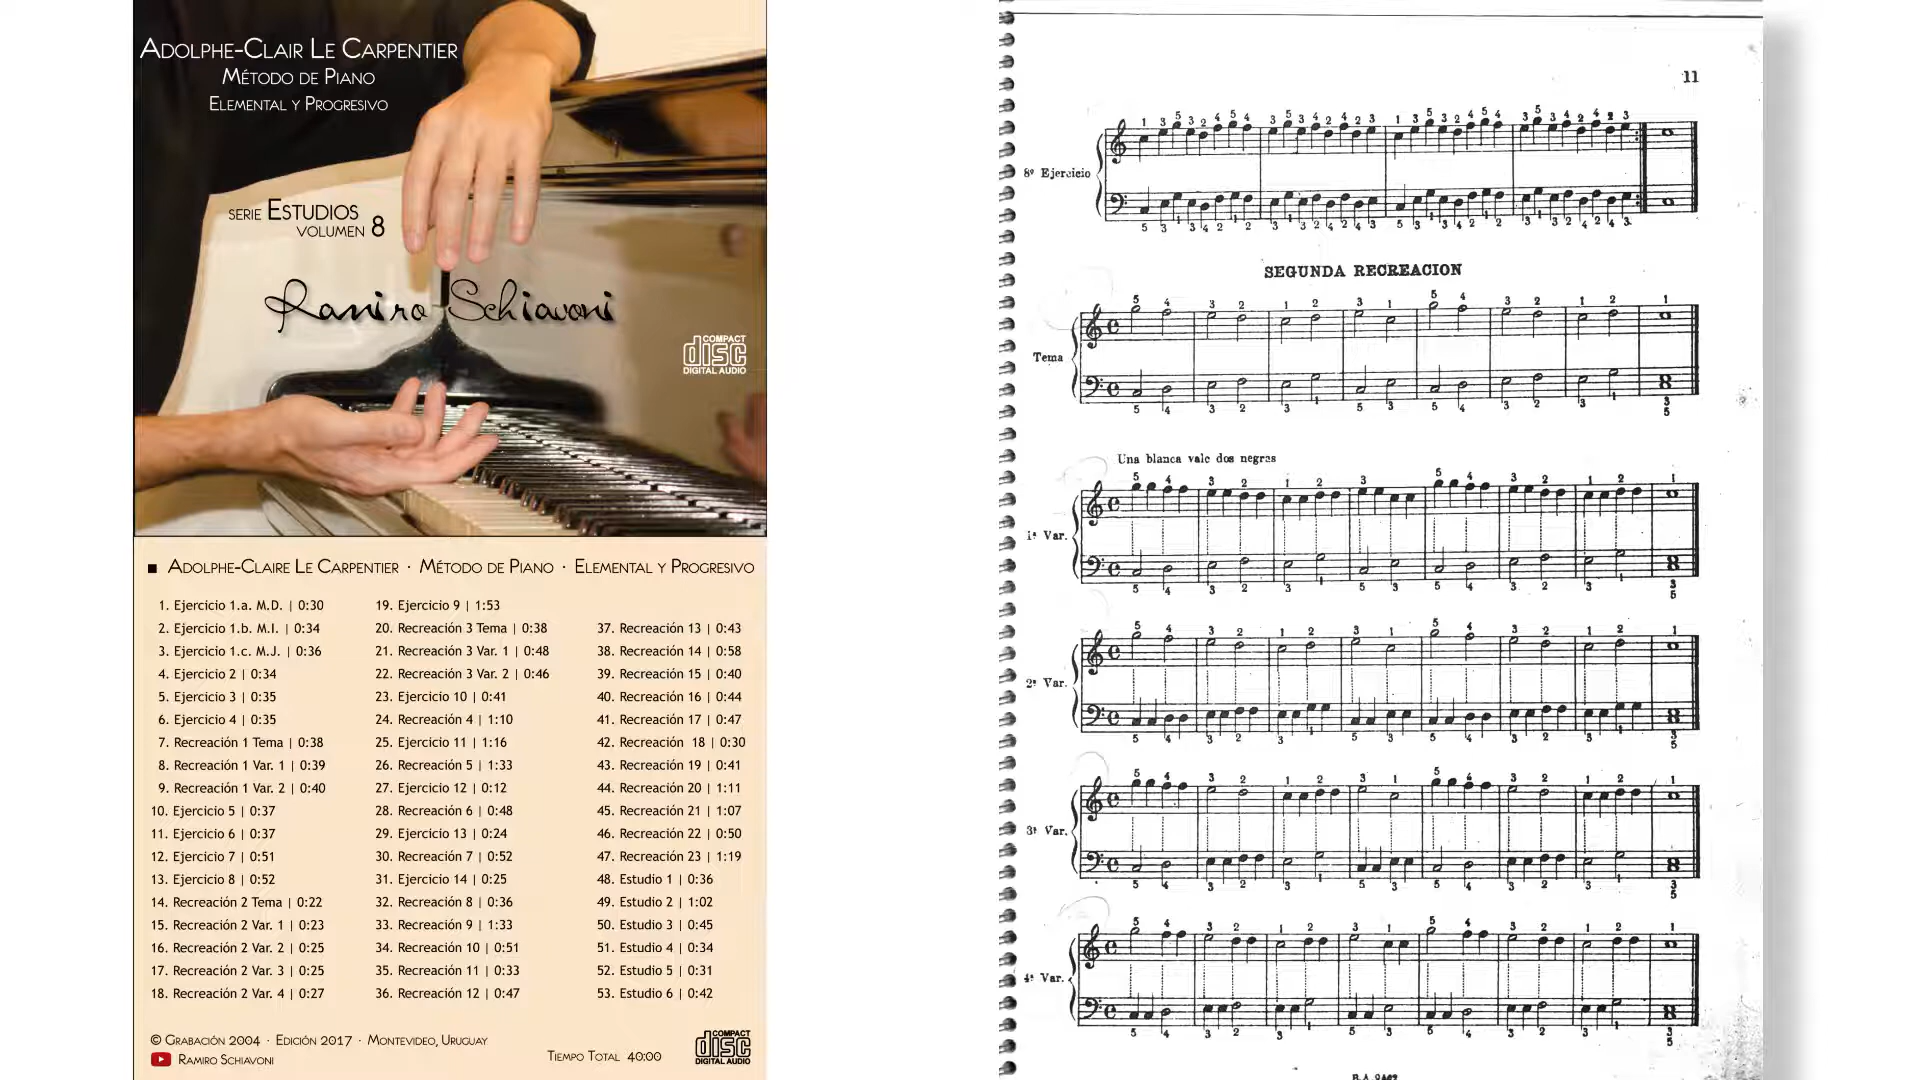 ADOLPHE-CLAIR LE CARPENTIER
MÉTODO DE PIANO
ELEMENTAL Y PROGRESIVO
SERIE ESTUDIOS
VOLUMEN 8
Ramiro Schiavoni
COMPACT
disc
DIGITAL AUDIO
■ ADOLPHE-CLAIRE LE CARPENTIER · MÉTODO DE PIANO · ELEMENTAL Y PROGRESIVO
1. Ejercicio 1.a. M.D. | 0:30
2. Ejercicio 1.b. M.I. | 0:34
3. Ejercicio 1.c. M.J. | 0:36
4. Ejercicio 2 | 0:34
5. Ejercicio 3 | 0:35
6. Ejercicio 4 | 0:35
7. Recreación 1 Tema | 0:38
8. Recreación 1 Var. 1 | 0:39
9. Recreación 1 Var. 2 | 0:40
10. Ejercicio 5 | 0:37
11. Ejercicio 6 | 0:37
12. Ejercicio 7 | 0:51
13. Ejercicio 8 | 0:52
14. Recreación 2 Tema | 0:22
15. Recreación 2 Var. 1 | 0:23
16. Recreación 2 Var. 2 | 0:25
17. Recreación 2 Var. 3 | 0:25
18. Recreación 2 Var. 4 | 0:27
19. Ejercicio 9 | 1:53
20. Recreación 3 Tema | 0:38
21. Recreación 3 Var. 1 | 0:48
22. Recreación 3 Var. 2 | 0:46
23. Ejercicio 10 | 0:41
24. Recreación 4 | 1:10
25. Ejercicio 11 | 1:16
26. Recreación 5 | 1:33
27. Ejercicio 12 | 0:12
28. Recreación 6 | 0:48
29. Ejercicio 13 | 0:24
30. Recreación 7 | 0:52
31. Ejercicio 14 | 0:25
32. Recreación 8 | 0:36
33. Recreación 9 | 1:33
34. Recreación 10 | 0:51
35. Recreación 11 | 0:33
36. Recreación 12 | 0:47
37. Recreación 13 | 0:43
38. Recreación 14 | 0:58
39. Recreación 15 | 0:40
40. Recreación 16 | 0:44
41. Recreación 17 | 0:47
42. Recreación 18 | 0:30
43. Recreación 19 | 0:41
44. Recreación 20 | 1:11
45. Recreación 21 | 1:07
46. Recreación 22 | 0:50
47. Recreación 23 | 1:19
48. Estudio 1 | 0:36
49. Estudio 2 | 1:02
50. Estudio 3 | 0:45
51. Estudio 4 | 0:34
52. Estudio 5 | 0:31
53. Estudio 6 | 0:42
© GRABACIÓN 2004 · EDICIÓN 2017 · MONTEVIDEO, URUGUAY
RAMIRO SCHIAVONI
TIEMPO TOTAL 40:00
COMPACT
disc
DIGITAL AUDIO
11
8º Ejercicio
SEGUNDA RECREACION
Tema
Una blanca vale dos negras
1ª Var.
2ª Var.
3ª Var.
4ª Var.